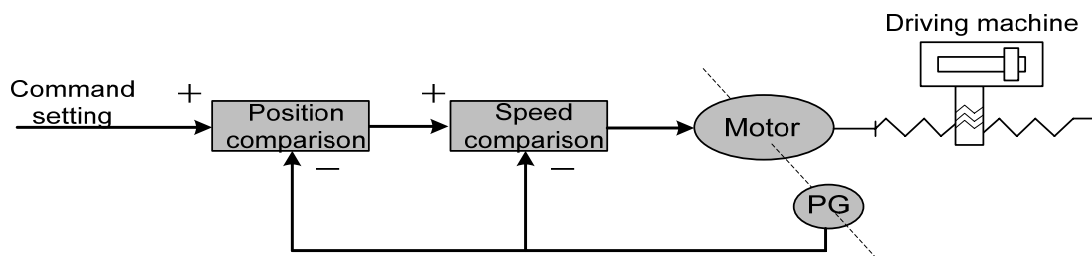 Driving machine
Command
setting
+
Position
comparison
+
Speed
comparison
Motor
—
—
PG